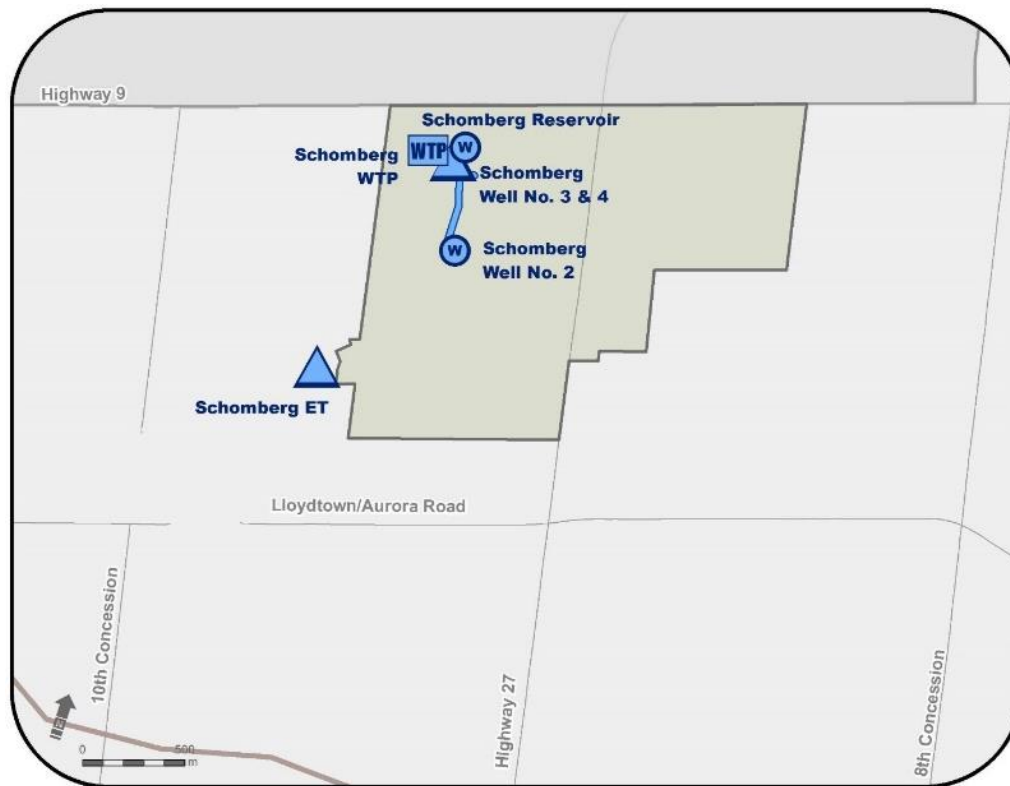 Highway 9
Schomberg Reservoir
WTP
W
Schomberg
WTP
Schomberg
Well No. 3 & 4
W
Schomberg
Well No. 2
Schomberg ET
Lloydtown/Aurora Road
10th Concession
Highway 27
8th Concession
0
500
m